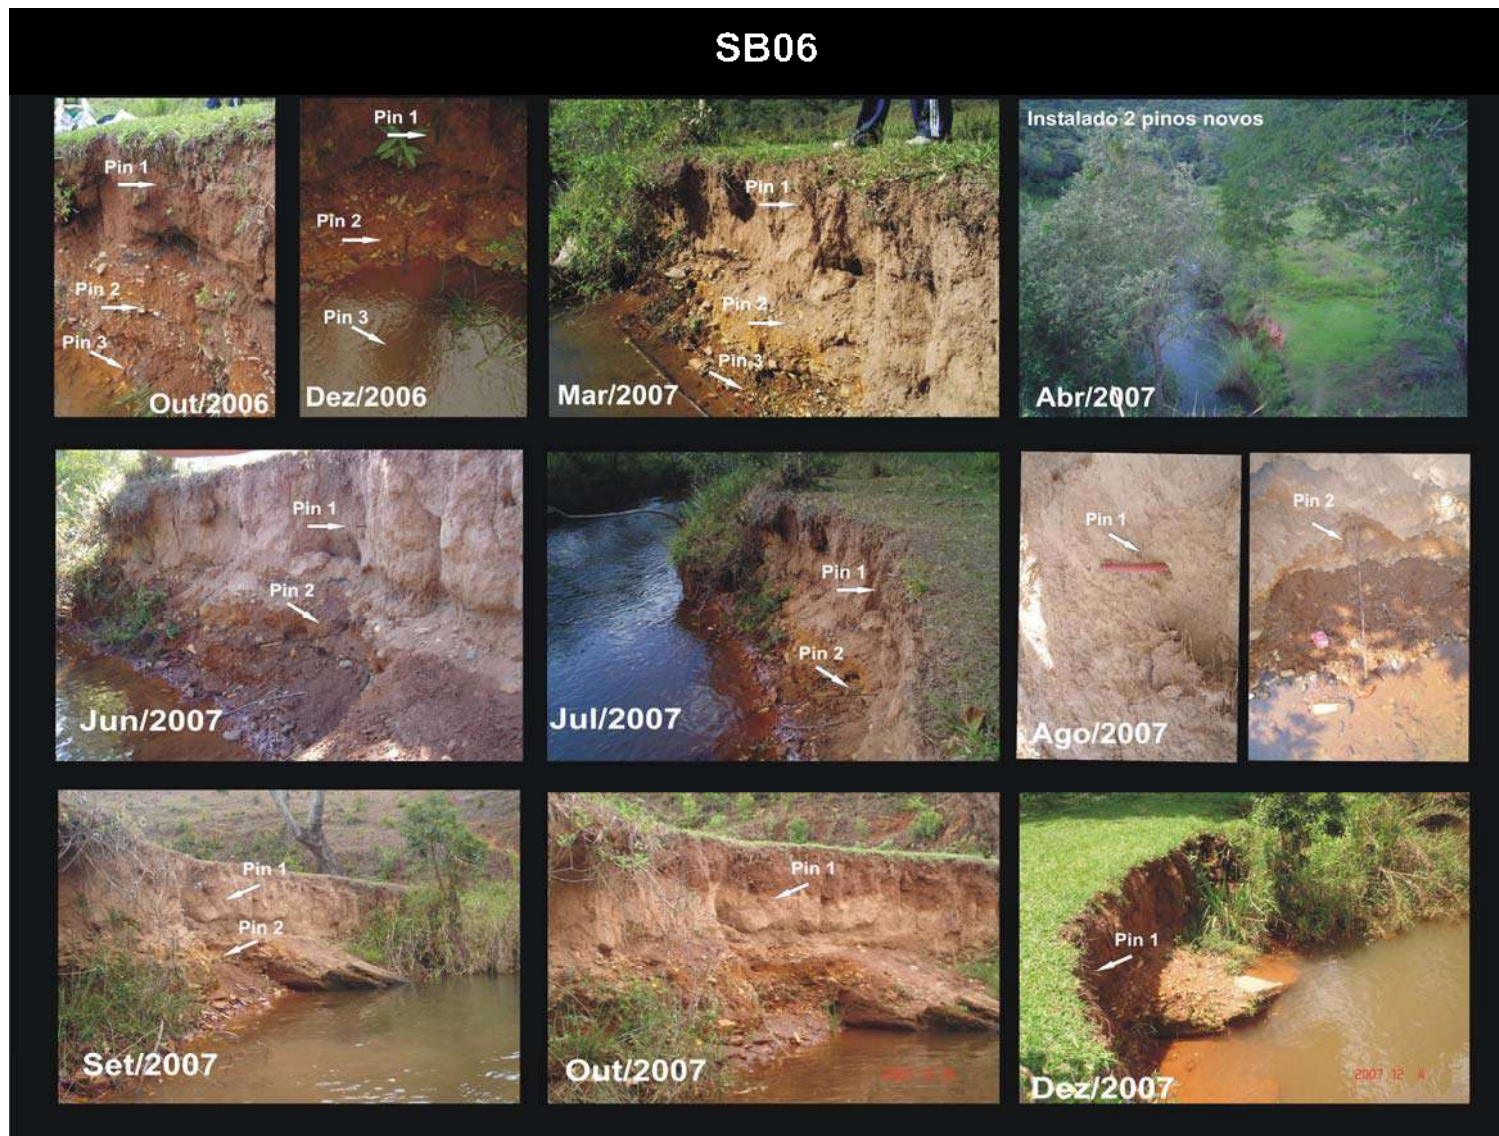 SB06
Pin 1
Pin 2
Pin 3
Out/2006
Pin 1
Pin 2
Pin 3
Dez/2006
Pin 1
Pin 2
Pin 3
Mar/2007
Instalado 2 pinos novos
Abr/2007
Pin 1
Pin 2
Jun/2007
Pin 1
Pin 2
Jul/2007
Pin 1
Ago/2007
Pin 2
Pin 1
Pin 2
Set/2007
Pin 1
Out/2007
Pin 1
Dez/2007
2007 12 4